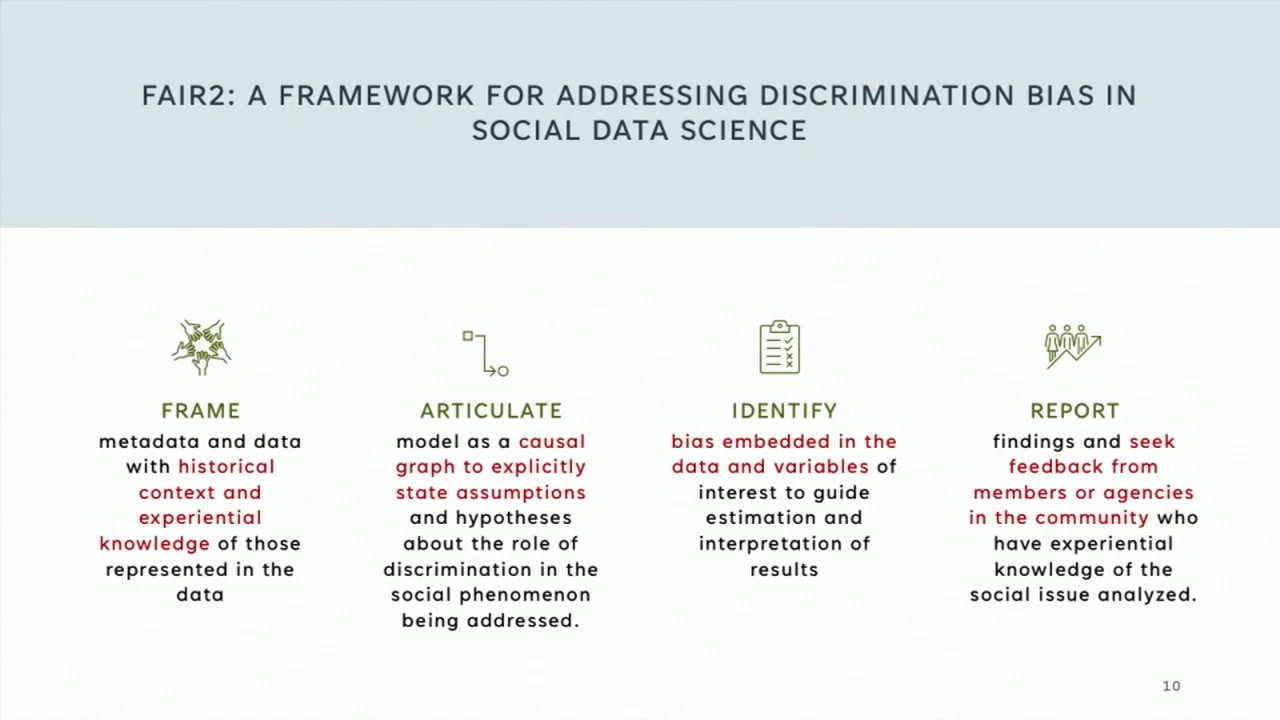 FAIR2: A FRAMEWORK FOR ADDRESSING DISCRIMINATION BIAS IN
SOCIAL DATA SCIENCE
FRAME
metadata and data
with historical
context and
experiential
knowledge of those
represented in the
data
ARTICULATE
model as a causal
graph to explicitly
state assumptions
and hypotheses
about the role of
discrimination in the
social phenomenon
being addressed.
IDENTIFY
bias embedded in the
data and variables of
interest to guide
estimation and
interpretation of
results
REPORT
findings and seek
feedback from
members or agencies
in the community who
have experiential
knowledge of the
social issue analyzed.
10